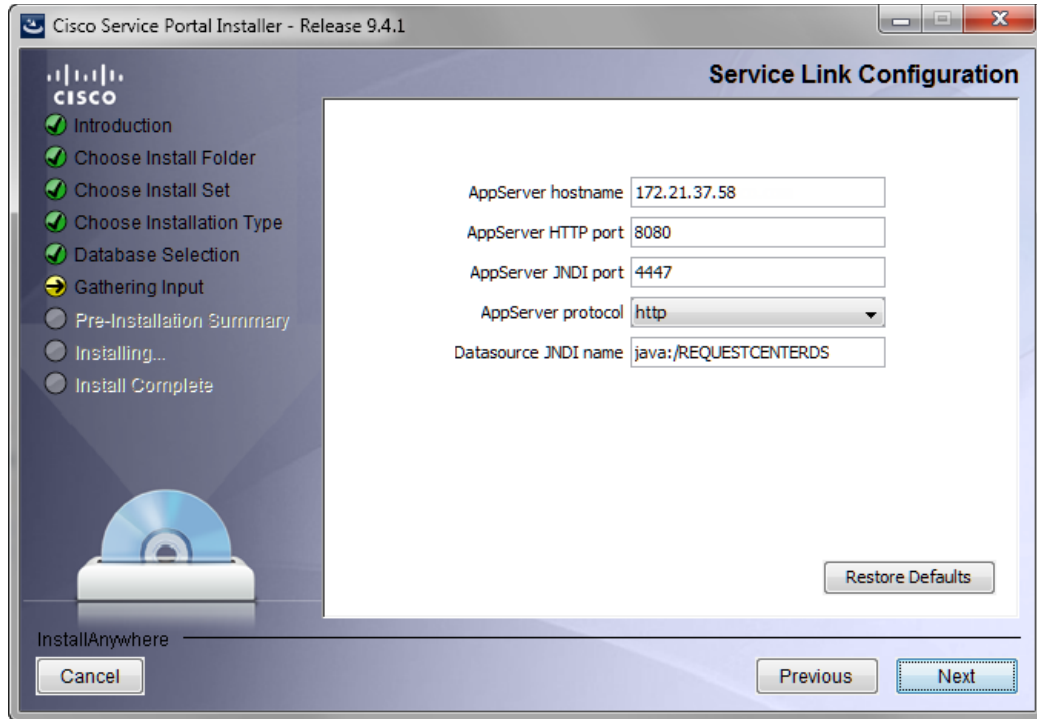 Cisco Service Portal Installer - Release 9.4.1
Service Link Configuration
CISCO
Introduction
Choose Install Folder
Choose Install Set
Choose Installation Type
Database Selection
Gathering Input
Pre-Installation Summary
Installing...
Install Complete
AppServer hostname 172.21.37.58
AppServer HTTP port 8080
AppServer JNDI port 4447
AppServer protocol http
Datasource JNDI name java:/REQUESTCENTERDS
Restore Defaults
InstallAnywhere
Cancel Previous Next